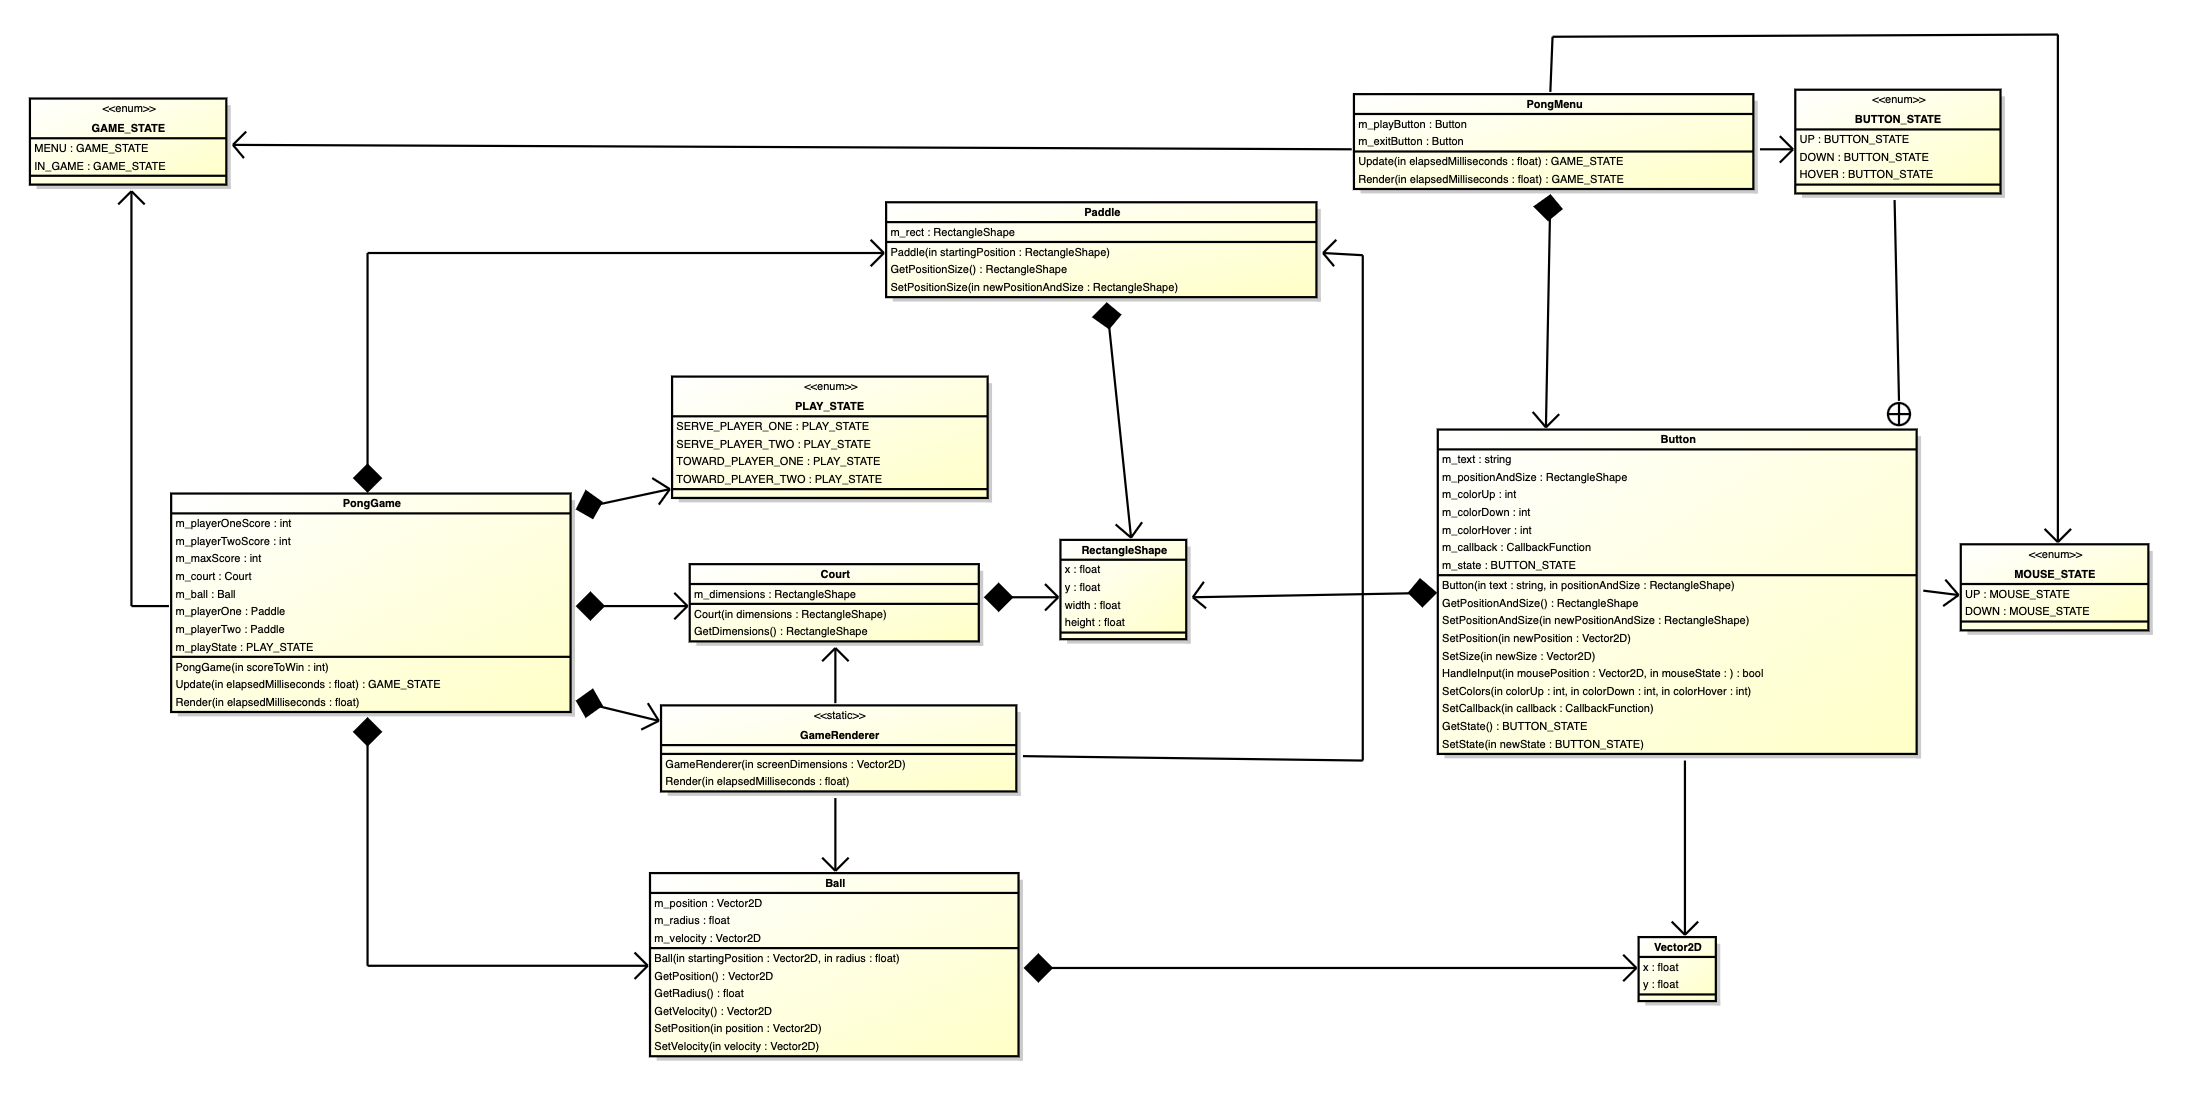 <<enum>>
GAME_STATE
MENU : GAME_STATE
IN_GAME : GAME_STATE
PongMenu
m_playButton : Button
m_exitButton : Button
Update(in elapsedMilliseconds : float) : GAME_STATE
Render(in elapsedMilliseconds : float) : GAME_STATE
<<enum>>
BUTTON_STATE
UP : BUTTON_STATE
DOWN : BUTTON_STATE
HOVER : BUTTON_STATE
Paddle
m_rect : RectangleShape
Paddle(in startingPosition : RectangleShape)
GetPositionSize() : RectangleShape
SetPositionSize(in newPositionAndSize : RectangleShape)
<<enum>>
PLAY_STATE
SERVE_PLAYER_ONE : PLAY_STATE
SERVE_PLAYER_TWO : PLAY_STATE
TOWARD_PLAYER_ONE : PLAY_STATE
TOWARD_PLAYER_TWO : PLAY_STATE
PongGame
m_playerOneScore : int
m_playerTwoScore : int
m_maxScore : int
m_court : Court
m_ball : Ball
m_playerOne : Paddle
m_playerTwo : Paddle
m_playState : PLAY_STATE
PongGame(in scoreToWin : int)
Update(in elapsedMilliseconds : float) : GAME_STATE
Render(in elapsedMilliseconds : float)
Court
m_dimensions : RectangleShape
Court(in dimensions : RectangleShape)
GetDimensions() : RectangleShape
RectangleShape
x : float
y : float
width : float
height : float
Button
m_text : string
m_positionAndSize : RectangleShape
m_colorUp : int
m_colorDown : int
m_colorHover : int
m_callback : CallbackFunction
m_state : BUTTON_STATE
Button(in text : string, in positionAndSize : RectangleShape)
GetPositionAndSize() : RectangleShape
SetPositionAndSize(in newPositionAndSize : RectangleShape)
SetPosition(in newPosition : Vector2D)
SetSize(in newSize : Vector2D)
HandleInput(in mousePosition : Vector2D, in mouseState : ) : bool
SetColors(in colorUp : int, in colorDown : int, in colorHover : int)
SetCallback(in callback : CallbackFunction)
GetState() : BUTTON_STATE
SetState(in newState : BUTTON_STATE)
<<enum>>
MOUSE_STATE
UP : MOUSE_STATE
DOWN : MOUSE_STATE
<<static>>
GameRenderer
GameRenderer(in screenDimensions : Vector2D)
Render(in elapsedMilliseconds : float)
Ball
m_position : Vector2D
m_radius : float
m_velocity : Vector2D
Ball(in startingPosition : Vector2D, in radius : float)
GetPosition() : Vector2D
GetRadius() : float
GetVelocity() : Vector2D
SetPosition(in position : Vector2D)
SetVelocity(in velocity : Vector2D)
Vector2D
x : float
y : float